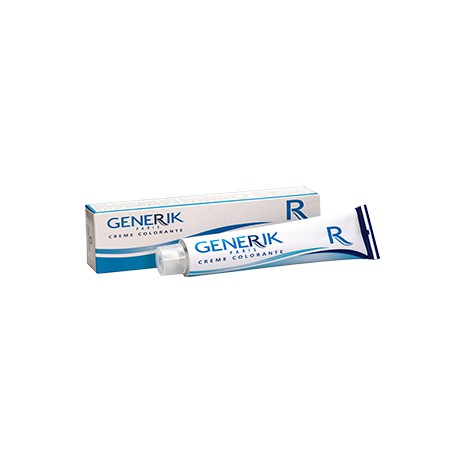 GENERIK
PARIS
CREME COLORANTE
R
GENERIK
PARIS
CREME COLORANTE
R